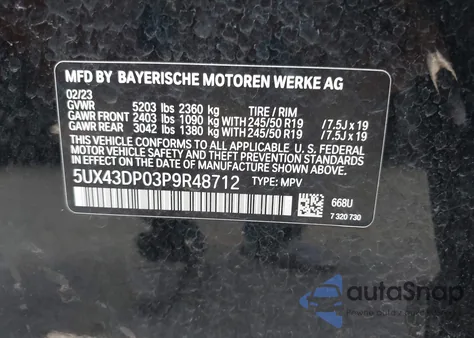 MFD BY BAYERISCHE MOTOREN WERKE AG
02/23
GVWR 5203 lbs 2360 kg TIRE / RIM
GAWR FRONT 2403 lbs 1090 kg WITH 245/50 R19 /7.5J x 19
GAWR REAR 3042 lbs 1380 kg WITH 245/50 R19 /7.5J x 19
THIS VEHICLE CONFORMS TO ALL APPLICABLE U.S. FEDERAL
MOTOR VEHICLE SAFETY, BUMPER, AND THEFT PREVENTION
STANDARDS IN EFFECT ON THE DATE OF MANUFACTURE SHOWN ABOVE.
5UX43DP03P9R48712 TYPE: MPV
668U
7 320 730
autoSnap